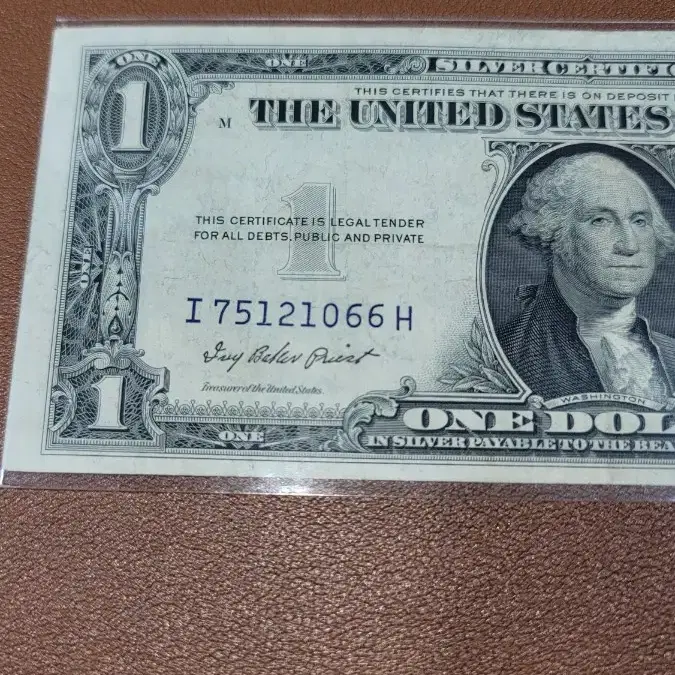 ONE
ONE
SILVER CERTIFIC
1
THIS CERTIFIES THAT THERE IS ON DEPOSIT
M
THE UNITED STATES
1
THIS CERTIFICATE IS LEGAL TENDER
FOR ALL DEBTS, PUBLIC AND PRIVATE
ONE
I 75121066 H
Ivy Baker Priest
Treasurer of the United States.
1
WASHINGTON
ONE DOL
ONE
IN SILVER PAYABLE TO THE BEA